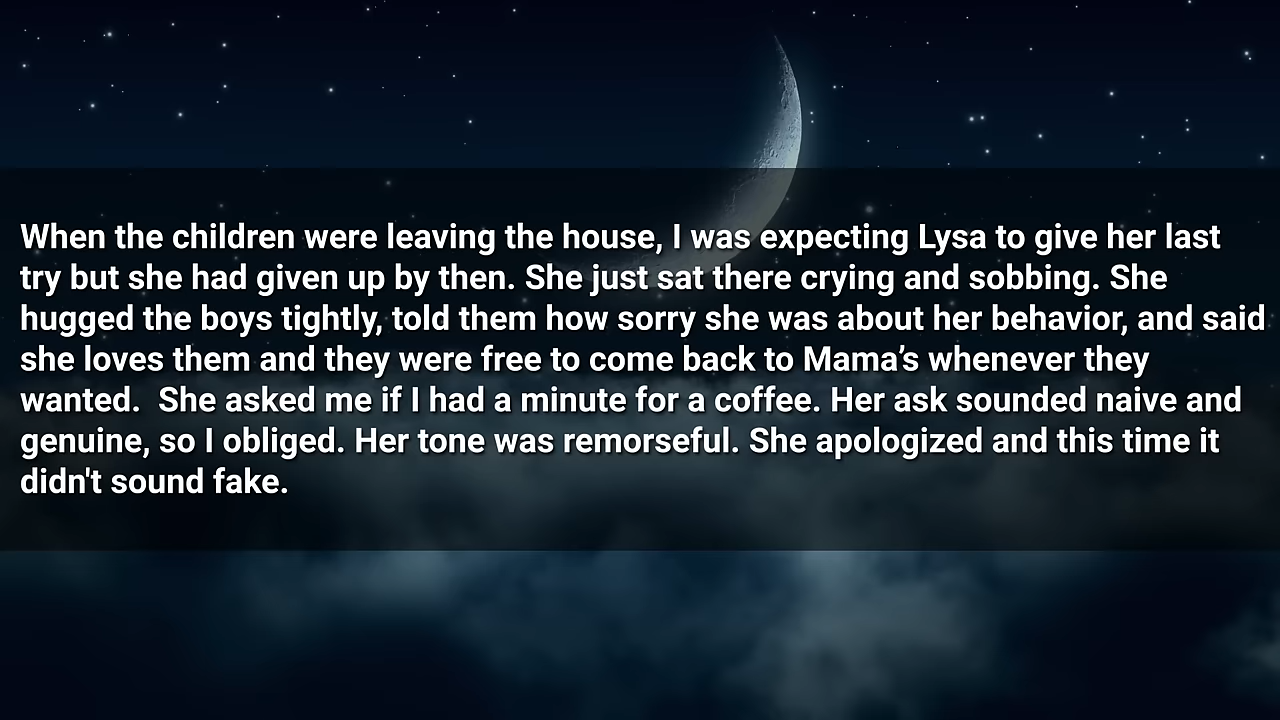 When the children were leaving the house, I was expecting Lysa to give her last
try but she had given up by then. She just sat there crying and sobbing. She
hugged the boys tightly, told them how sorry she was about her behavior, and said
she loves them and they were free to come back to Mama’s whenever they
wanted.  She asked me if I had a minute for a coffee. Her ask sounded naive and
genuine, so I obliged. Her tone was remorseful. She apologized and this time it
didn't sound fake.